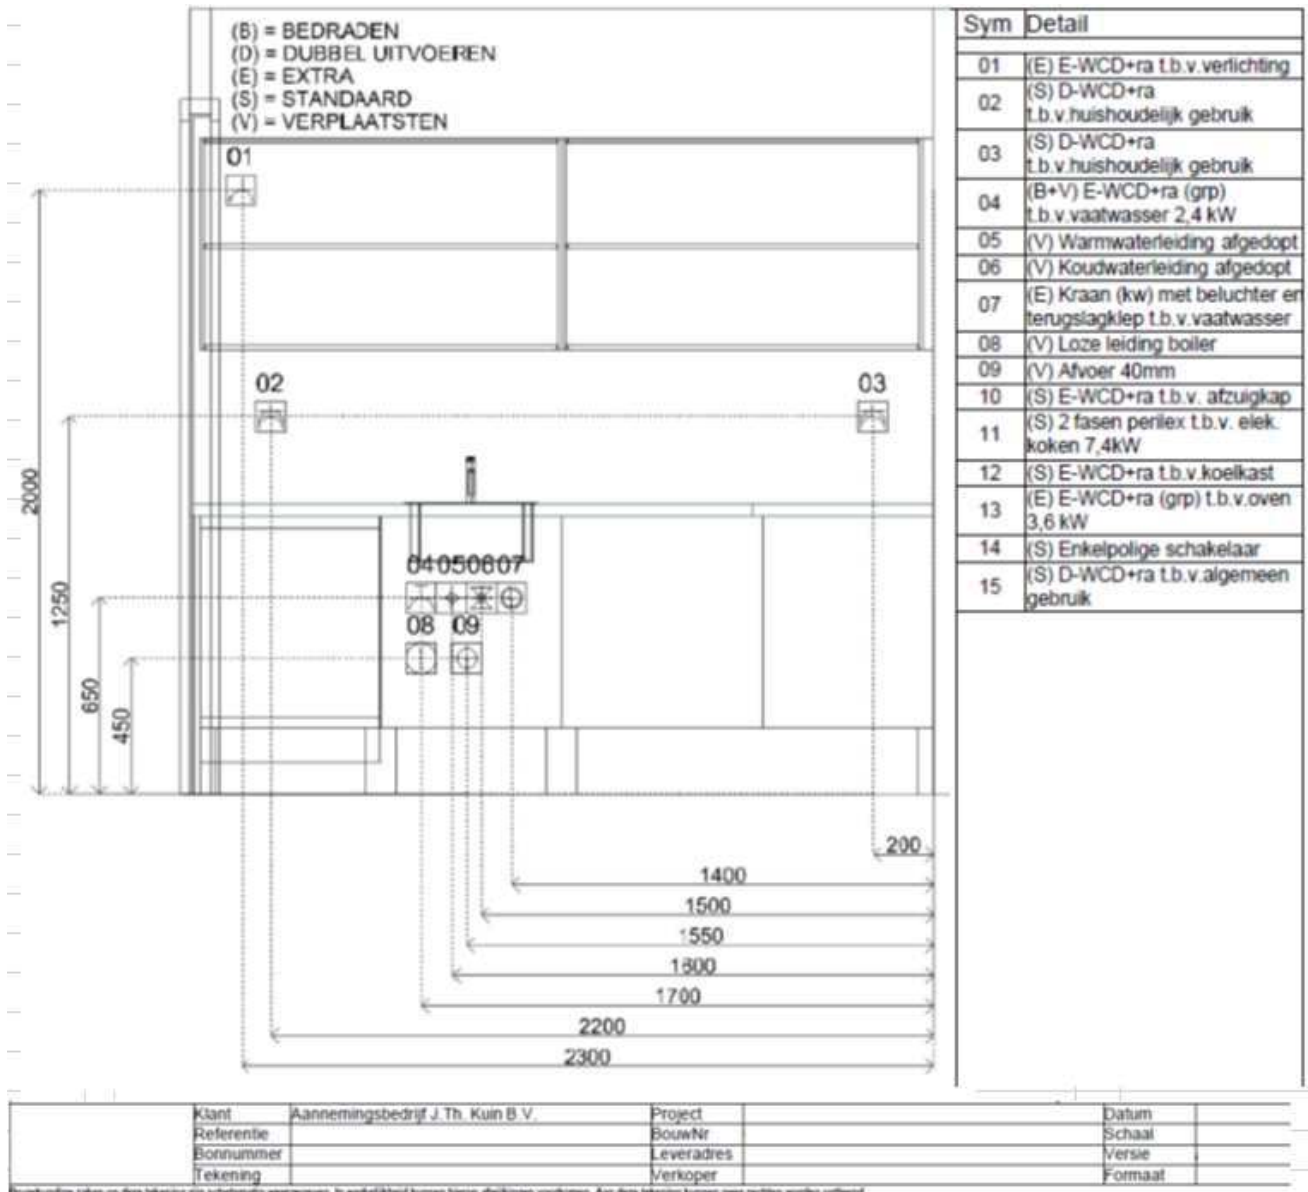 (B) = BEDRADEN
(D) = DUBBEL UITVOEREN
(E) = EXTRA
(S) = STANDAARD
(V) = VERPLAATSTEN
01
02
03
04 05 06 07
08 09
2000
1250
650
450
200
1400
1500
1550
1600
1700
2200
2300
Sym Detail
01 (E) E-WCD+ra t.b.v.verlichting
02 (S) D-WCD+ra
t.b.v.huishoudelijk gebruik
03 (S) D-WCD+ra
t.b.v.huishoudelijk gebruik
04 (B+V) E-WCD+ra (grp)
t.b.v.vaatwasser 2,4 kW
05 (V) Warmwaterleiding afgedopt
06 (V) Koudwaterleiding afgedopt
07 (E) Kraan (kw) met beluchter en
terugslagklep t.b.v.vaatwasser
08 (V) Loze leiding boiler
09 (V) Afvoer 40mm
10 (S) E-WCD+ra t.b.v. afzuigkap
11 (S) 2 fasen perilex t.b.v. elek.
koken 7,4kW
12 (S) E-WCD+ra t.b.v.koelkast
13 (E) E-WCD+ra (grp) t.b.v.oven
3,6 kW
14 (S) Enkelpolige schakelaar
15 (S) D-WCD+ra t.b.v.algemeen
gebruik
Klant Aannemingsbedrijf J.Th. Kuin B.V. Project Datum
Referentie BouwNr Schaal
Bonnummer Leveradres Versie
Tekening Verkoper Formaat